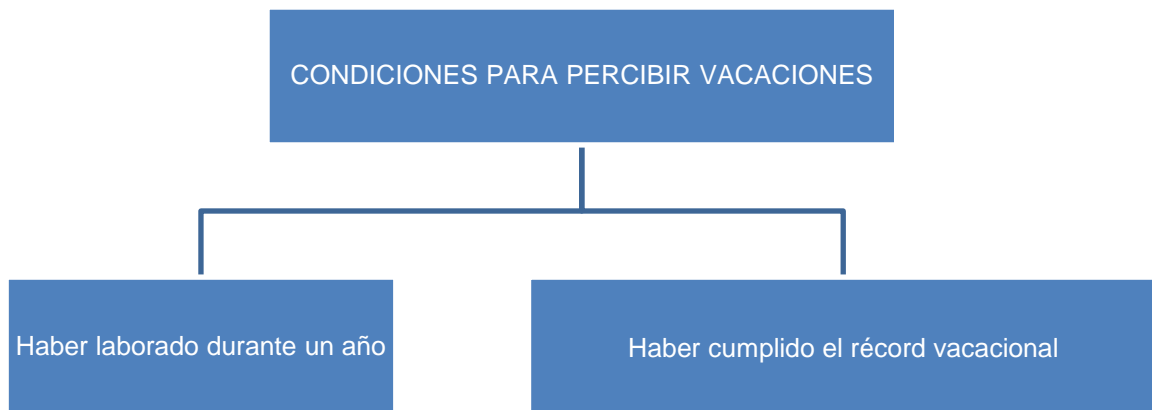 CONDICIONES PARA PERCIBIR VACACIONES
Haber laborado durante un año
Haber cumplido el récord vacacional